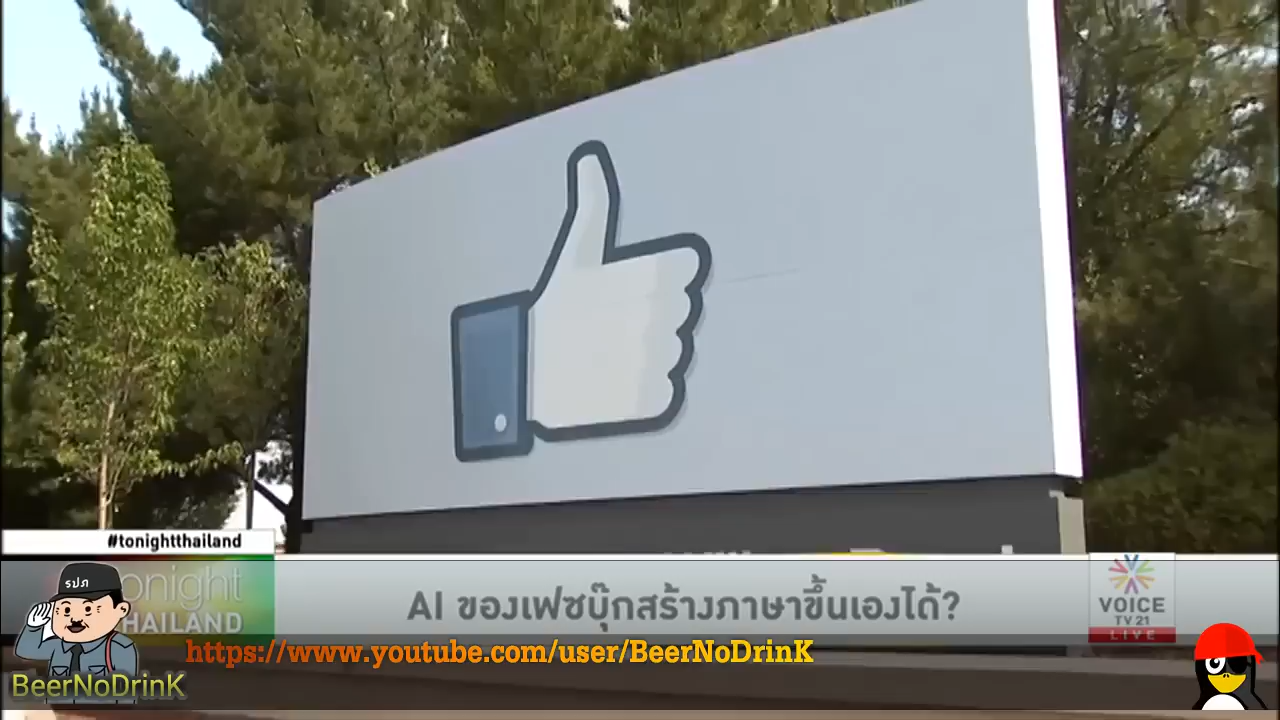 #tonightthailand
tonight
THAILAND
AI ของเฟซบุ๊กสร้างภาษาขึ้นเองได้?
VOICE
TV 21
LIVE
รปภ
https://www.youtube.com/user/BeerNoDrinK
BeerNoDrinK